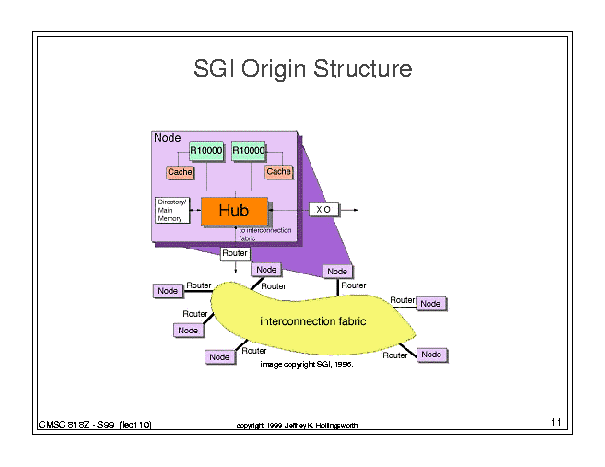 SGI Origin Structure
Node
R10000 R10000
Cache Cache
Directory/
Main
Memory
Hub
XIO
to interconnection
fabric
Router
Node Node
Node Router Router Router
Router Node
Router
Node
interconnection fabric
Node Router Router Node
image copyright SGI, 1996.
CMSC 818Z - S99 (lect 10) copyright 1999 Jeffrey K. Hollingsworth 11